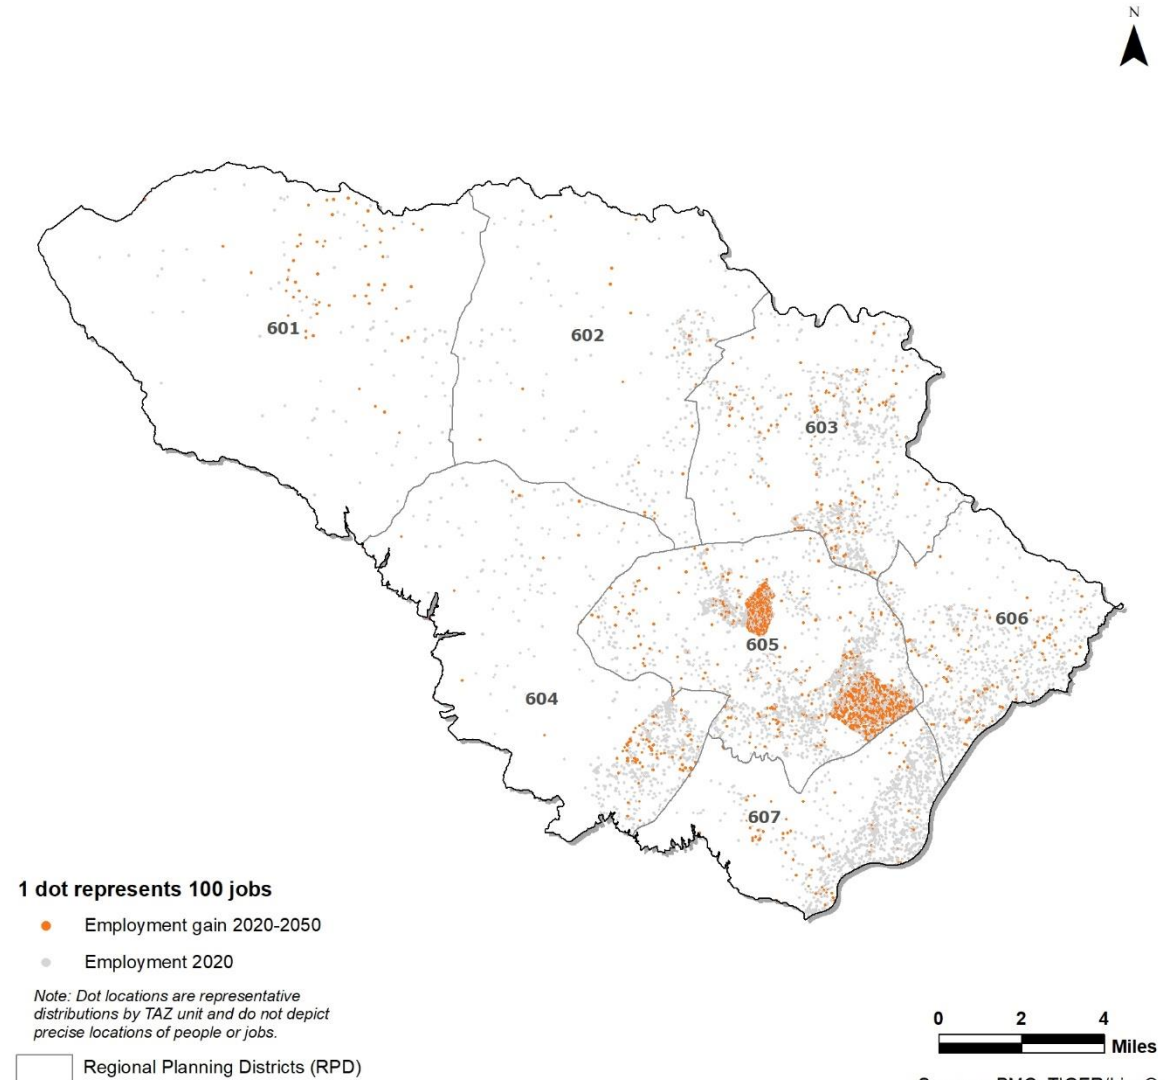 N
601
602
603
606
605
604
607
1 dot represents 100 jobs
Employment gain 2020-2050
Employment 2020
Note: Dot locations are representative
distributions by TAZ unit and do not depict
precise locations of people or jobs.
Regional Planning Districts (RPD)
0 2 4
Miles